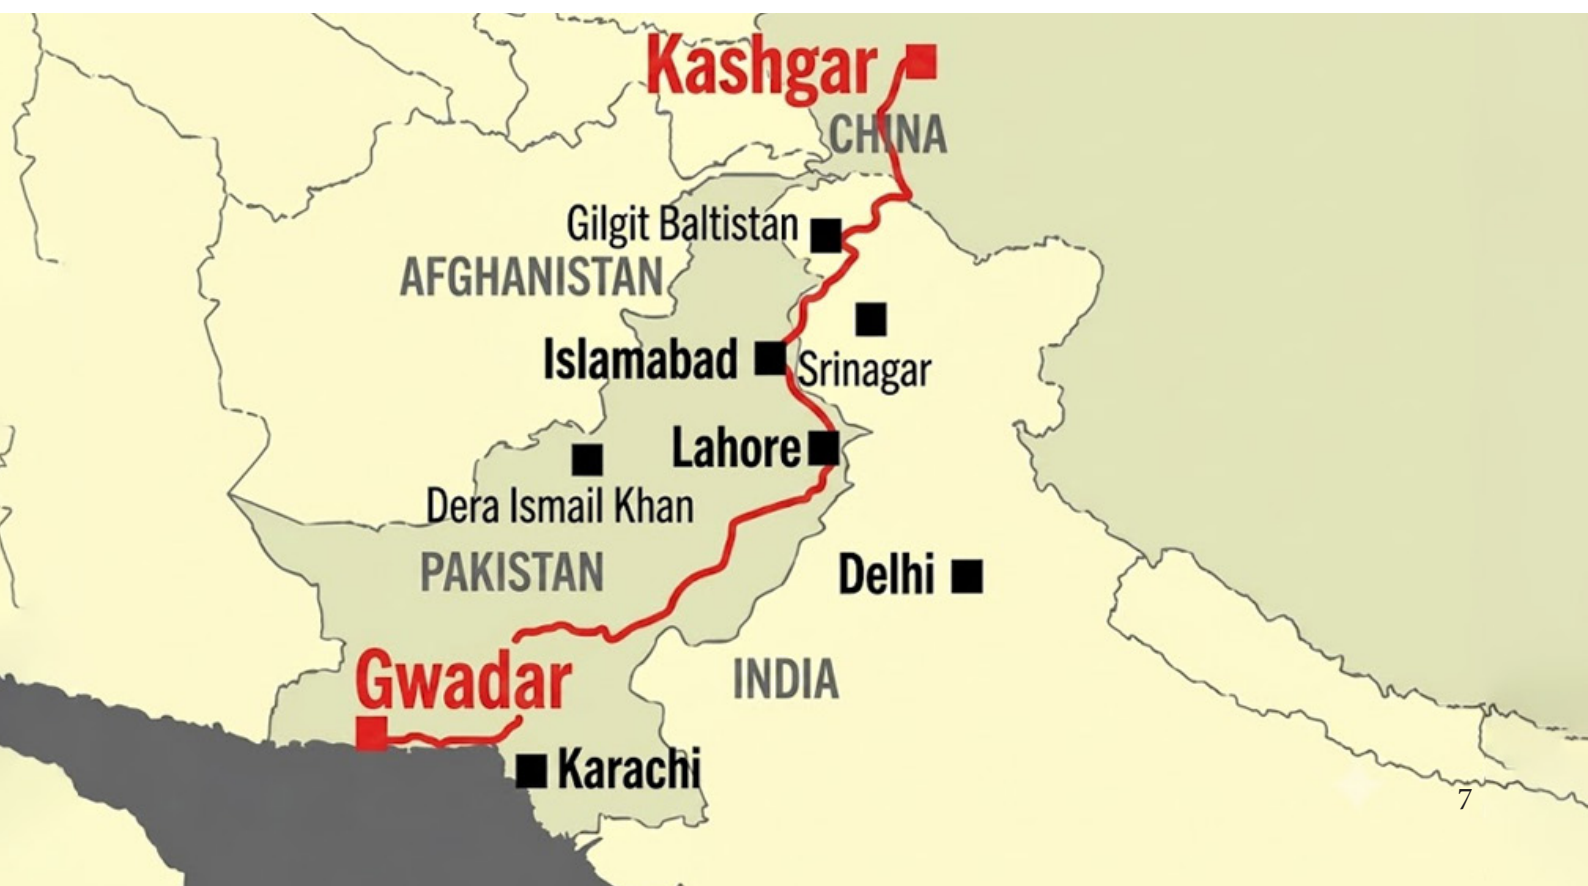 Kashgar
CHINA
Gilgit Baltistan
AFGHANISTAN
Islamabad
Srinagar
Lahore
Dera Ismail Khan
PAKISTAN
Delhi
Gwadar
INDIA
Karachi
7